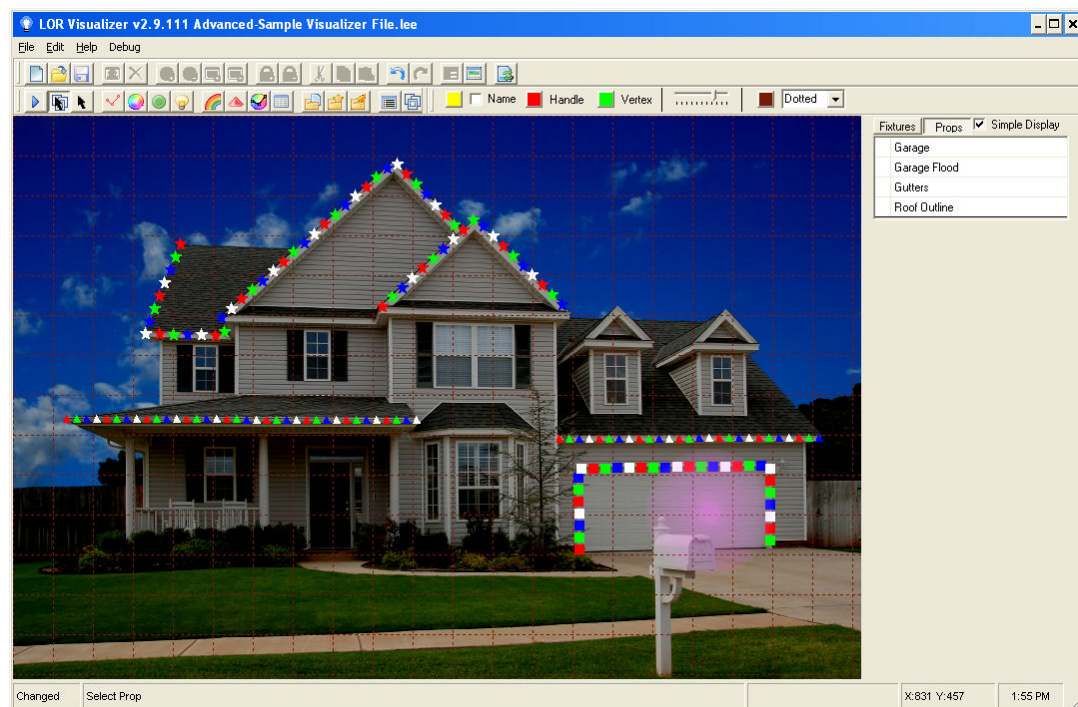 LOR Visualizer v2.9.111 Advanced-Sample Visualizer File.lee
File Edit Help Debug
Name Handle Vertex Dotted
Fixtures Props Simple Display
Garage
Garage Flood
Gutters
Roof Outline
Changed Select Prop X:831 Y:457 1:55 PM